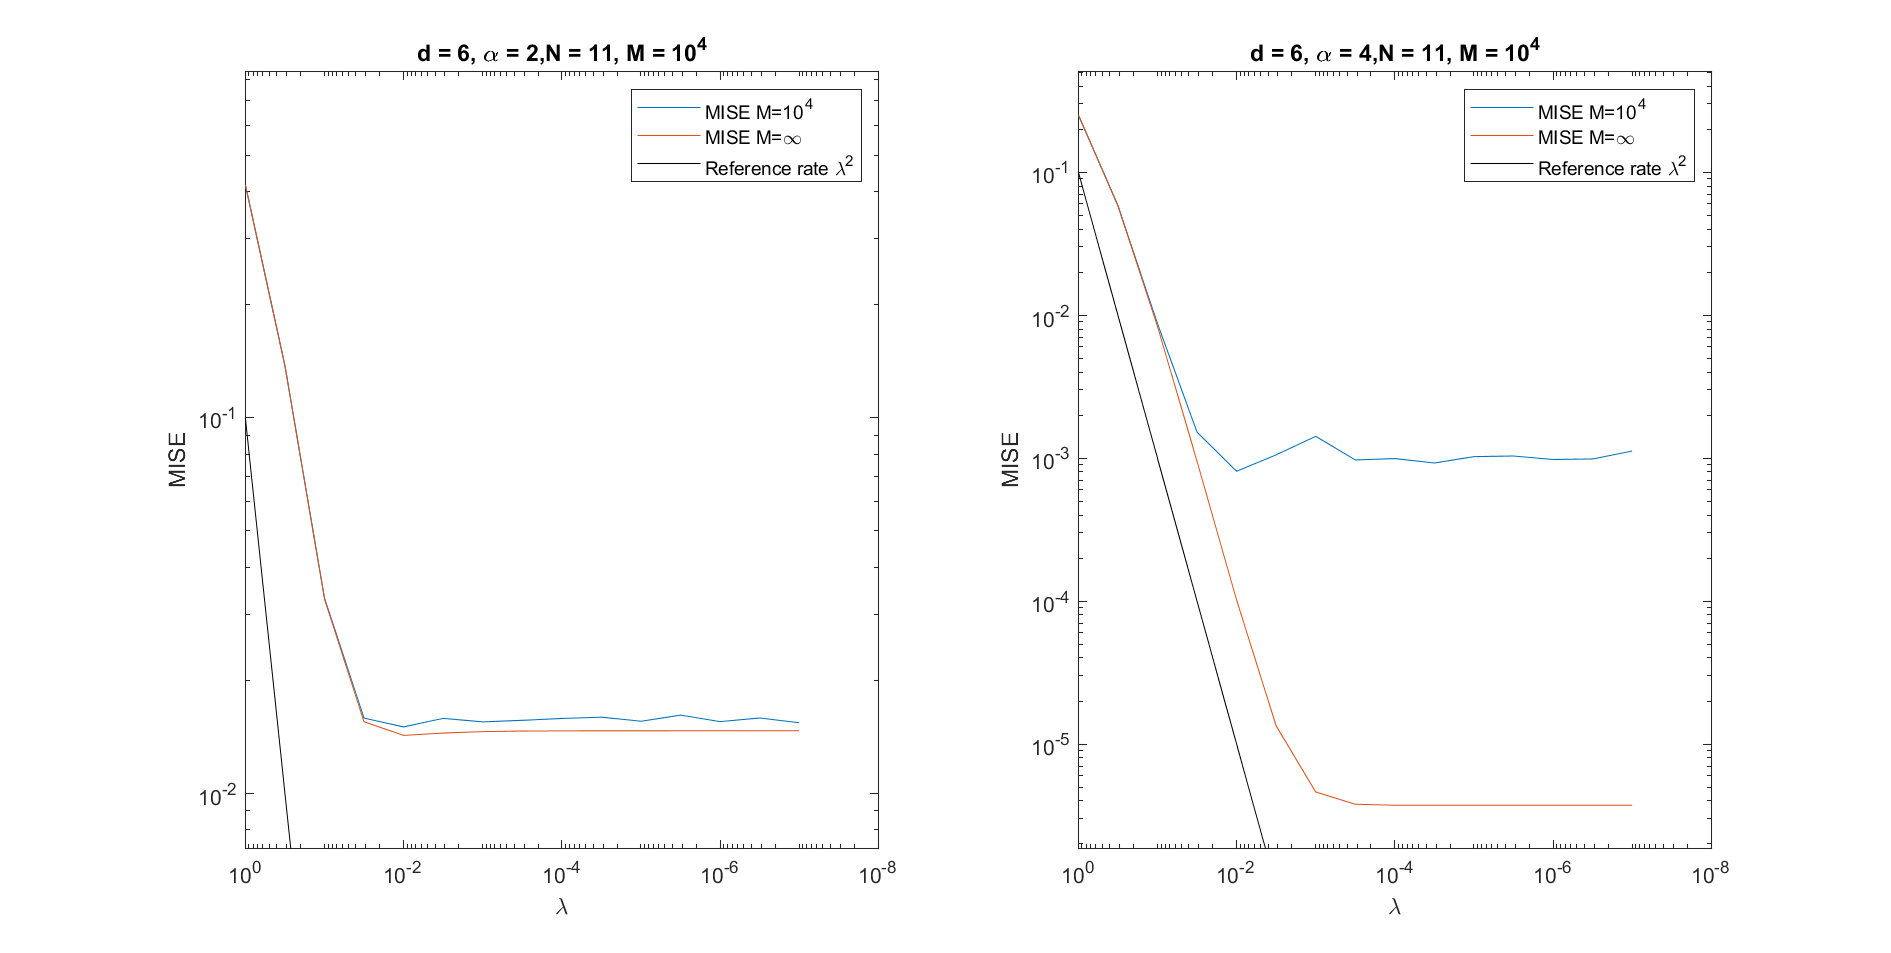 d = 6, α = 2,N = 11, M = 10^4
MISE M=10^4
MISE M=∞
Reference rate λ^2
MISE
10^-1
10^-2
10^0
10^-2
10^-4
10^-6
10^-8
λ
d = 6, α = 4,N = 11, M = 10^4
MISE M=10^4
MISE M=∞
Reference rate λ^2
MISE
10^-1
10^-2
10^-3
10^-4
10^-5
10^0
10^-2
10^-4
10^-6
10^-8
λ